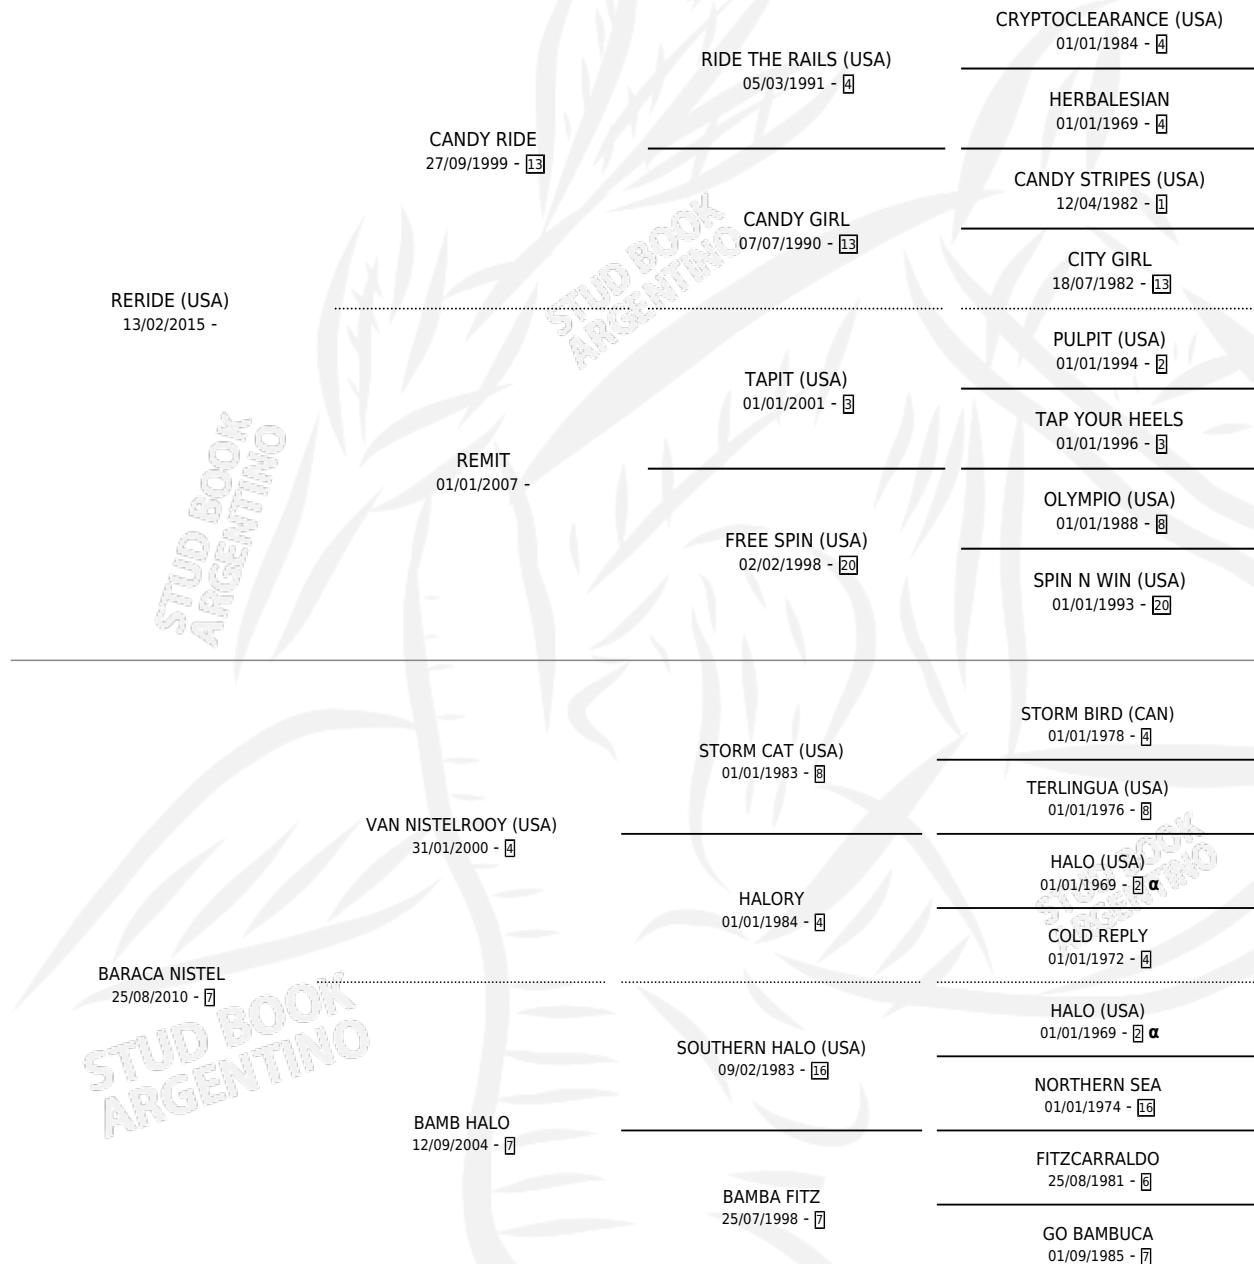 CRYPTOCLEARANCE (USA)
01/01/1984 - 4
RIDE THE RAILS (USA)
05/03/1991 - 4
HERBALESIAN
01/01/1969 - 4
CANDY RIDE
27/09/1999 - 13
CANDY STRIPES (USA)
12/04/1982 - 1
CANDY GIRL
07/07/1990 - 13
CITY GIRL
18/07/1982 - 13
RERIDE (USA)
13/02/2015 -
STUD BOOK
ARGENTINO
PULPIT (USA)
01/01/1994 - 2
TAPIT (USA)
01/01/2001 - 3
TAP YOUR HEELS
01/01/1996 - 3
REMIT
01/01/2007 -
STUD BOOK
ARGENTINO
OLYMPIO (USA)
01/01/1988 - 8
FREE SPIN (USA)
02/02/1998 - 20
SPIN N WIN (USA)
01/01/1993 - 20
STORM BIRD (CAN)
01/01/1978 - 4
STORM CAT (USA)
01/01/1983 - 8
TERLINGUA (USA)
01/01/1976 - 8
VAN NISTELROOY (USA)
31/01/2000 - 4
HALO (USA)
01/01/1969 - 2 α
STUD BOOK
ARGENTINO
HALORY
01/01/1984 - 4
COLD REPLY
01/01/1972 - 4
BARACA NISTEL
25/08/2010 - 7
STUD BOOK
ARGENTINO
HALO (USA)
01/01/1969 - 2 α
SOUTHERN HALO (USA)
09/02/1983 - 16
NORTHERN SEA
01/01/1974 - 16
BAMB HALO
12/09/2004 - 7
FITZCARRALDO
25/08/1981 - 6
BAMBA FITZ
25/07/1998 - 7
GO BAMBUCA
01/09/1985 - 7